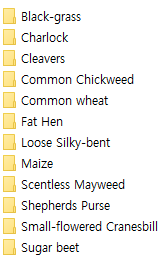 Black-grass
Charlock
Cleavers
Common Chickweed
Common wheat
Fat Hen
Loose Silky-bent
Maize
Scentless Mayweed
Shepherds Purse
Small-flowered Cranesbill
Sugar beet